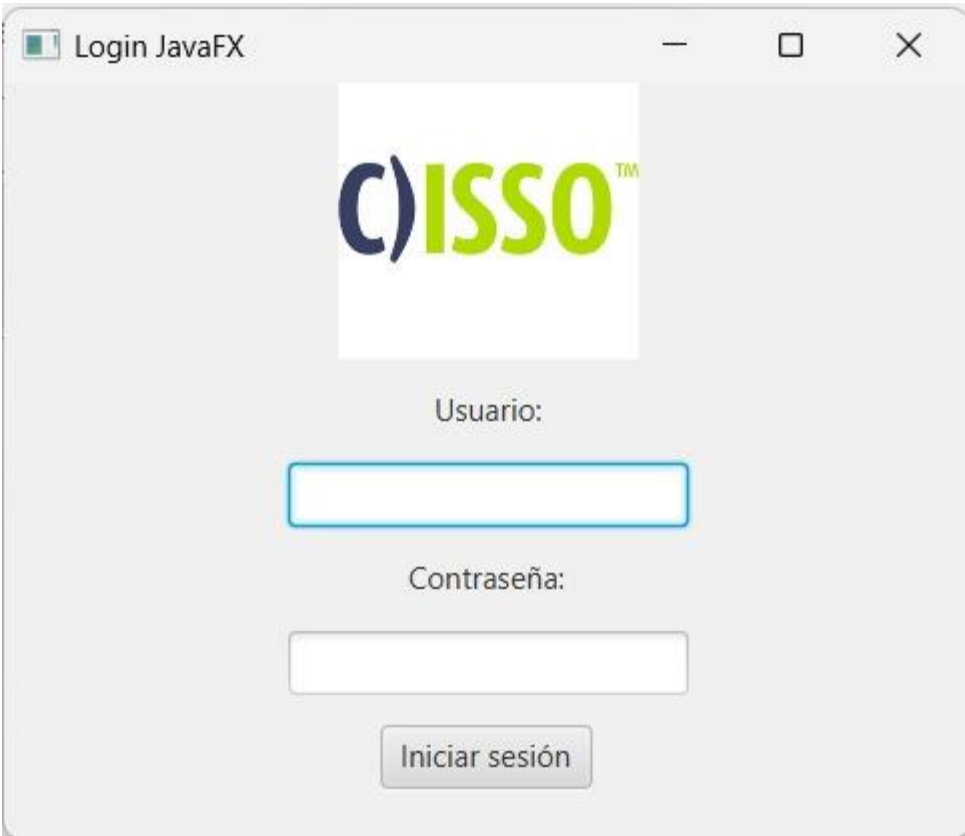 Login JavaFX
C)ISSO™
Usuario:
Contraseña:
Iniciar sesión